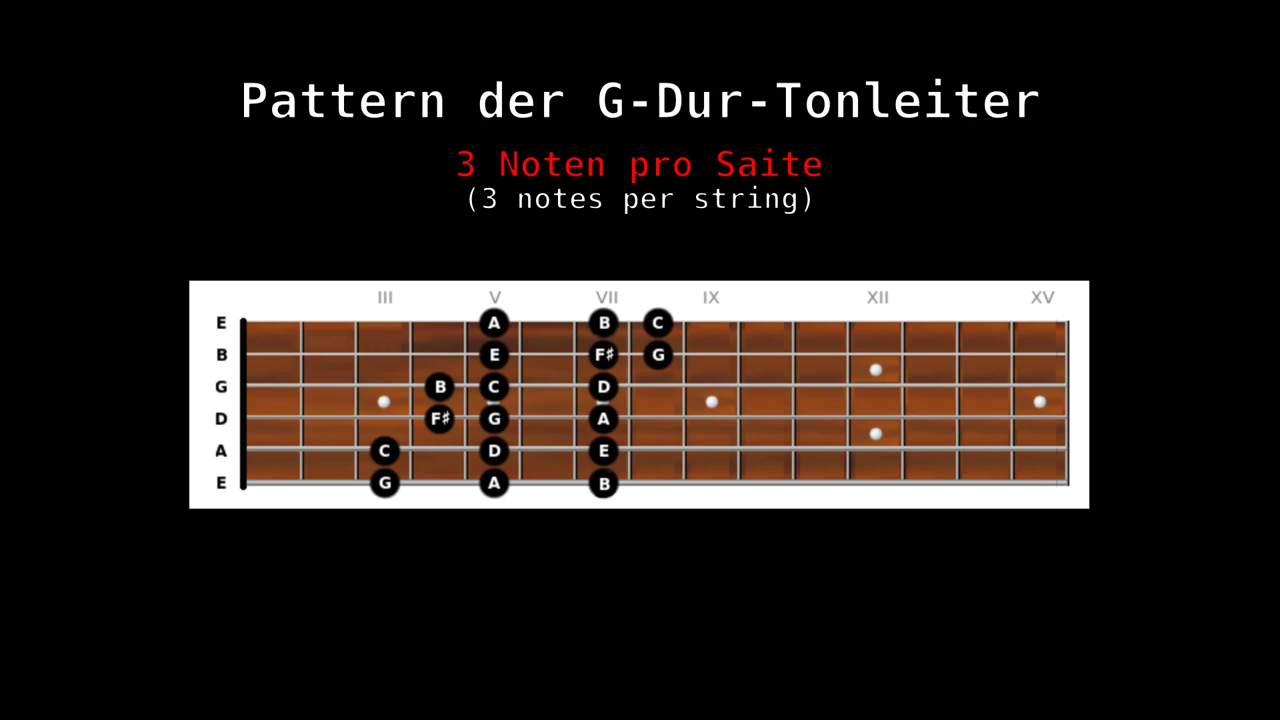 Pattern der G-Dur-Tonleiter
3 Noten pro Saite
(3 notes per string)
III V VII IX XII XV
E A B C
B E F♯ G
G B C D
D F♯ G A
A C D E
E G A B